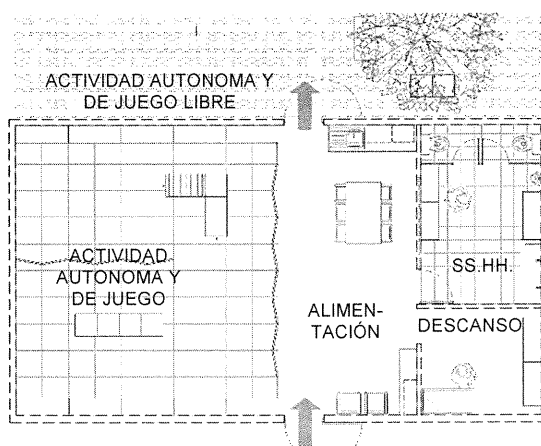 ACTIVIDAD AUTONOMA Y
DE JUEGO LIBRE
ACTIVIDAD
AUTONOMA Y
DE JUEGO
SS.HH.
ALIMEN-
TACIÓN
DESCANSO